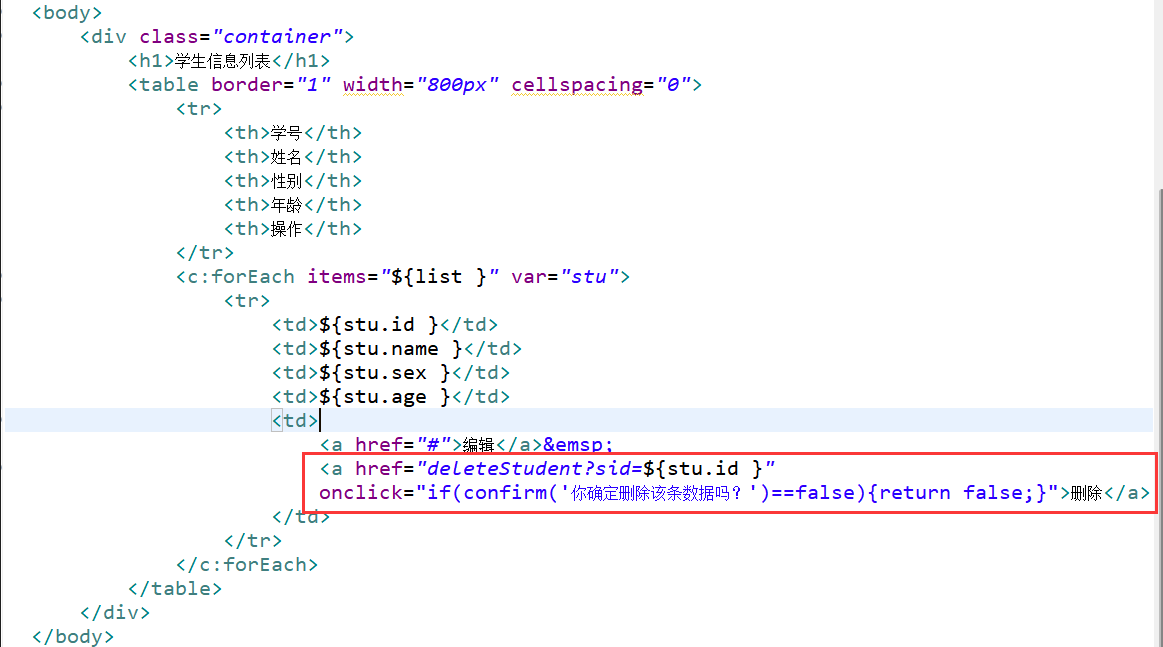 <body>
<div class="container">
<h1>学生信息列表</h1>
<table border="1" width="800px" cellspacing="0">
<tr>
<th>学号</th>
<th>姓名</th>
<th>性别</th>
<th>年龄</th>
<th>操作</th>
</tr>
<c:forEach items="${list }" var="stu">
<tr>
<td>${stu.id }</td>
<td>${stu.name }</td>
<td>${stu.sex }</td>
<td>${stu.age }</td>
<td>
<a href="#">编辑</a>&emsp;
<a href="deleteStudent?sid=${stu.id }"
onclick="if(confirm('你确定删除该条数据吗？')==false){return false;}">删除</a>
</td>
</tr>
</c:forEach>
</table>
</div>
</body>